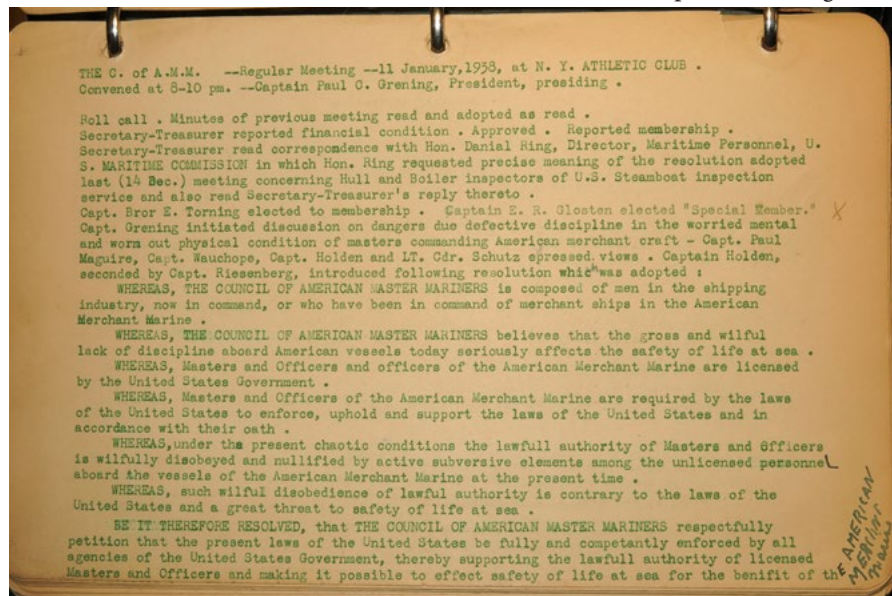 THE C. of A.M.M. --Regular Meeting --11 January,1938, at N. Y. ATHLETIC CLUB .
Convened at 8-10 pm. --Captain Paul C. Grening, President, presiding .
Roll call . Minutes of previous meeting read and adopted as read .
Secretary-Treasurer reported financial condition . Approved . Reported membership .
Secretary-Treasurer read correspondence with Hon. Danial Ring, Director, Maritime Personnel, U.
S. MARITIME COMMISSION in which Hon. Ring requested precise meaning of the resolution adopted
last (14 Dec.) meeting concerning Hull and Boiler inspectors of U.S. Steamboat inspection
service and also read Secretary-Treasurer's reply thereto .
Capt. Bror E. Torning elected to membership . Captain E. R. Glosten elected "Special Member." X
Capt. Grening initiated discussion on dangers due defective discipline in the worried mental
and worn out physical condition of masters commanding American merchant craft - Capt. Paul
Maguire, Capt. Wauchope, Capt. Holden and LT. Cdr. Schutz epressed views . Captain Holden,
seconded by Capt. Riesenberg, introduced following resolution which was adopted :
WHEREAS, THE COUNCIL OF AMERICAN MASTER MARINERS is composed of men in the shipping
industry, now in command, or who have been in command of merchant ships in the American
Merchant Marine .
WHEREAS, THE COUNCIL OF AMERICAN MASTER MARINERS believes that the gross and wilful
lack of discipline aboard American vessels today seriously affects the safety of life at sea .
WHEREAS, Masters and Officers and officers of the American Merchant Marine are licensed
by the United States Government .
WHEREAS, Masters and Officers of the American Merchant Marine are required by the laws
of the United States to enforce, uphold and support the laws of the United States and in
accordance with their oath .
WHEREAS,under the present chaotic conditions the lawfull authority of Masters and Officers
is wilfully disobeyed and nullified by active subversive elements among the unlicensed personnel
aboard the vessels of the American Merchant Marine at the present time .
WHEREAS, such wilful disobedience of lawful authority is contrary to the laws of the
United States and a great threat to safety of life at sea .
BE IT THEREFORE RESOLVED, that THE COUNCIL OF AMERICAN MASTER MARINERS respectfully
petition that the present laws of the United States be fully and competantly enforced by all
agencies of the United States Government, thereby supporting the lawfull authority of licensed
Masters and Officers and making it possible to effect safety of life at sea for the benifit of the
AMERICAN